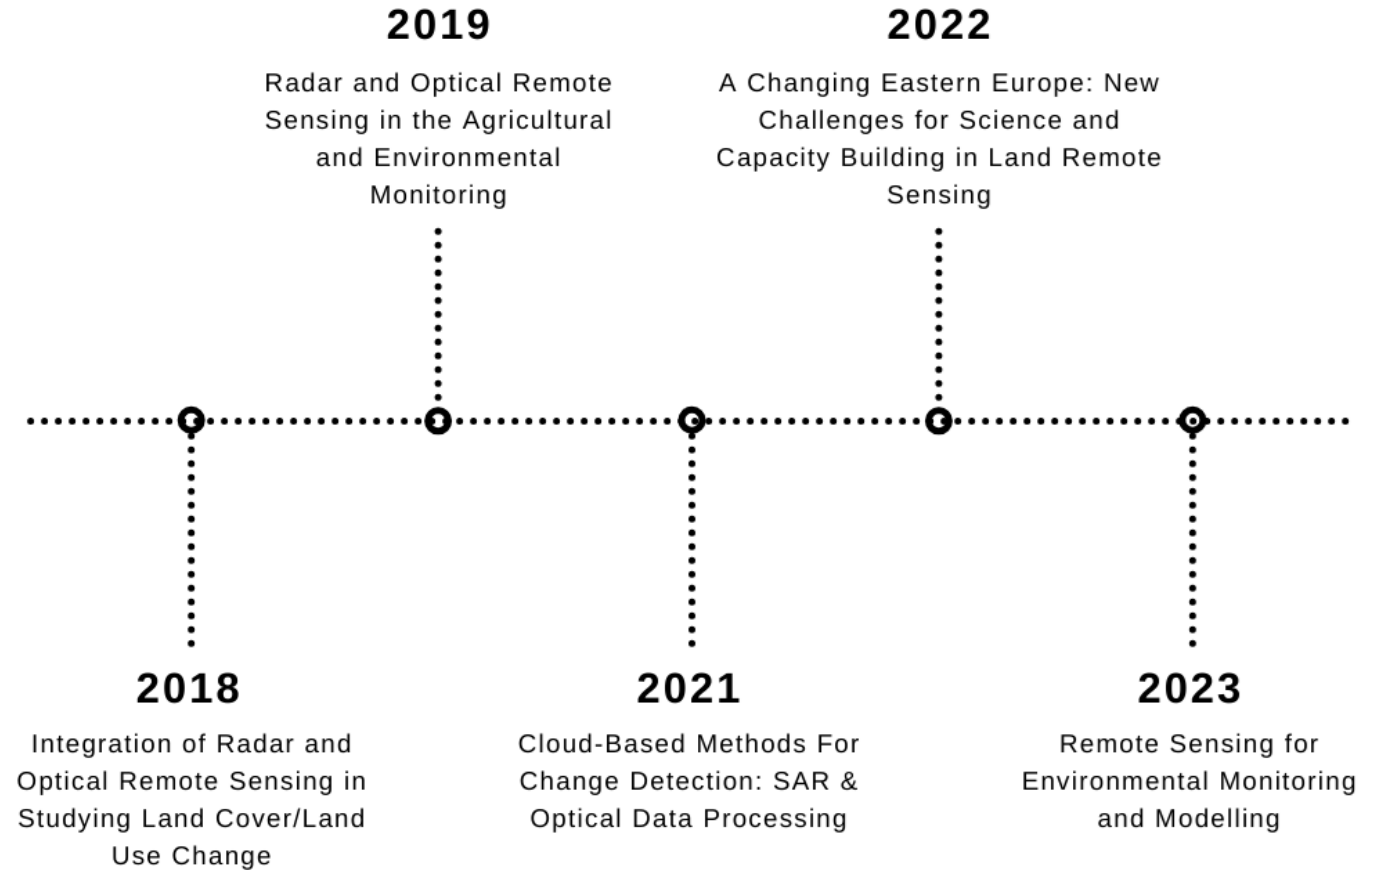 2019
Radar and Optical Remote
Sensing in the Agricultural
and Environmental
Monitoring
2022
A Changing Eastern Europe: New
Challenges for Science and
Capacity Building in Land Remote
Sensing
2018
Integration of Radar and
Optical Remote Sensing in
Studying Land Cover/Land
Use Change
2021
Cloud-Based Methods For
Change Detection: SAR &
Optical Data Processing
2023
Remote Sensing for
Environmental Monitoring
and Modelling